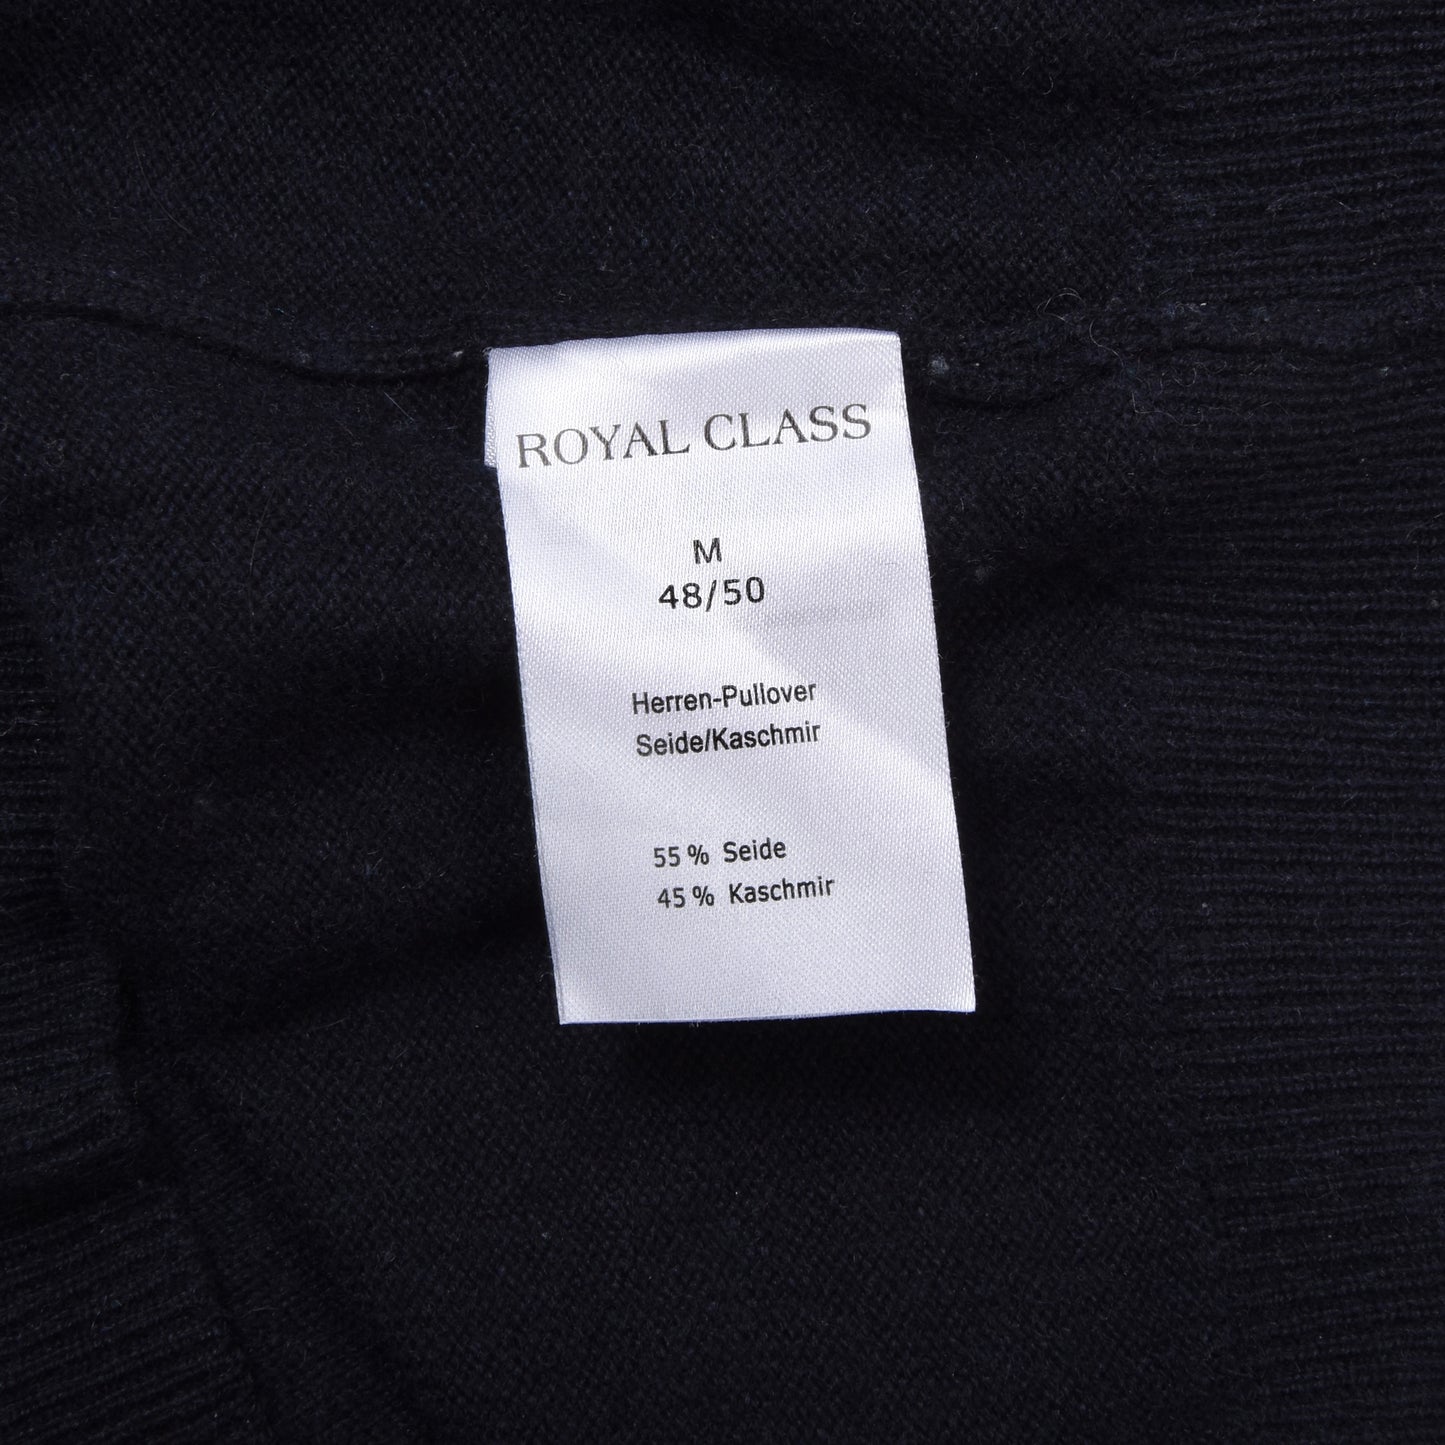 ROYAL CLASS
M
48/50
Herren-Pullover
Seide/Kaschmir
55 % Seide
45 % Kaschmir